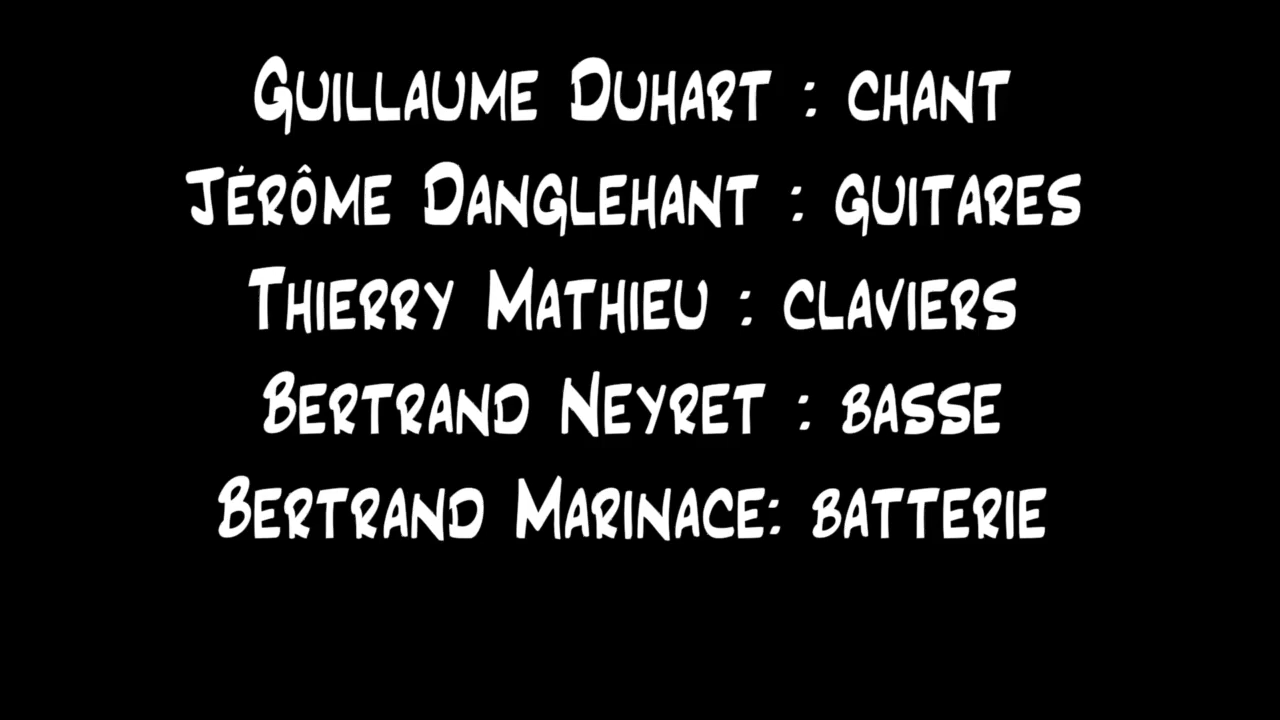 Guillaume Duhart : chant
Jérôme Danglehant : guitares
Thierry Mathieu : claviers
Bertrand Neyret : basse
Bertrand Marinace: batterie